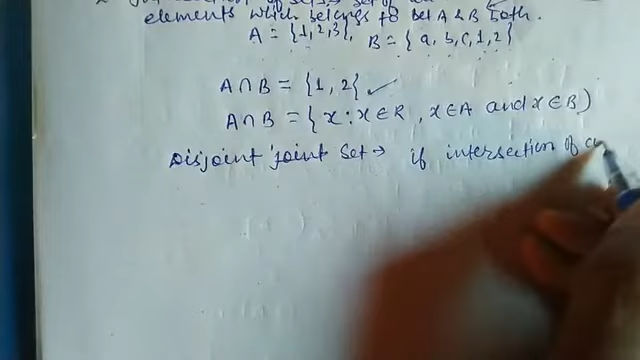 elements which belongs to set A & B both.
A = {1,2,3}, B = {a, b, c, 1, 2}
A∩B = {1, 2}
A∩B = {x : x ∈ R, x ∈ A and x ∈ B)
Disjoint joint set → if intersection of